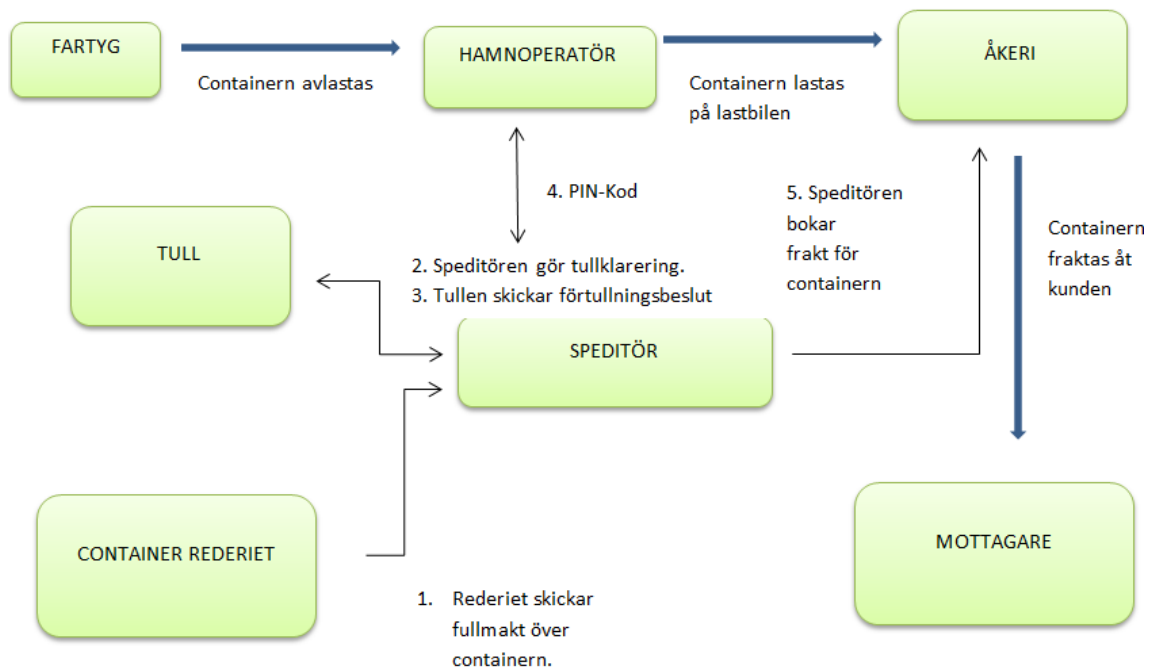 FARTYG
Containern avlastas
HAMNOPERATÖR
Containern lastas
på lastbilen
ÅKERI
4. PIN-Kod
5. Speditören
bokar
frakt för
containern
Containern
fraktas åt
kunden
TULL
2. Speditören gör tullklarering.
3. Tullen skickar förtullningsbeslut
SPEDITÖR
CONTAINER REDERIET
1. Rederiet skickar
fullmakt över
containern.
MOTTAGARE